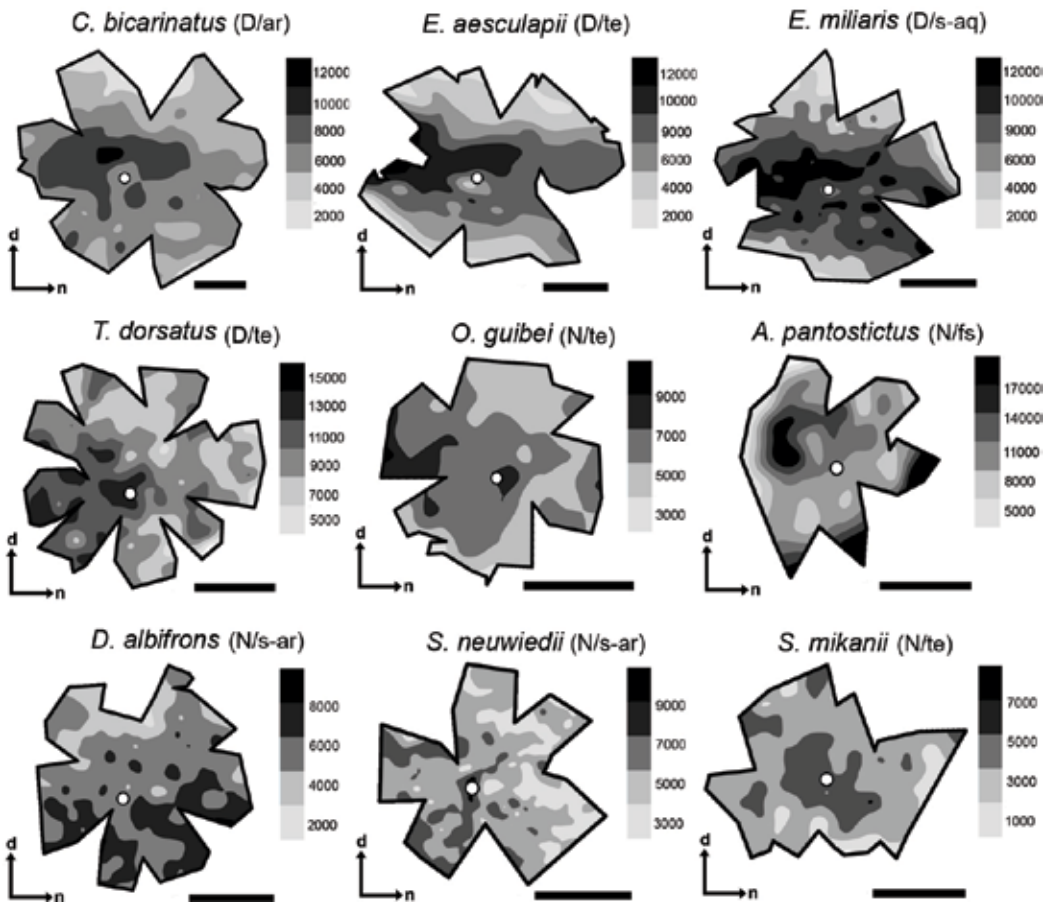 C. bicarinatus (D/ar)
12000
10000
8000
6000
4000
2000
d
n
E. aesculapii (D/te)
12000
10000
8000
6000
4000
2000
d
n
E. miliaris (D/s-aq)
12000
10000
8000
6000
4000
2000
d
n
T. dorsatus (D/te)
15000
13000
11000
9000
7000
5000
d
n
O. guibei (N/te)
9000
7000
5000
3000
d
n
A. pantostictus (N/fs)
17000
14000
11000
8000
5000
d
n
D. albifrons (N/s-ar)
8000
6000
4000
2000
d
n
S. neuwiedii (N/s-ar)
9000
7000
5000
3000
d
n
S. mikanii (N/te)
7000
5000
3000
1000
d
n